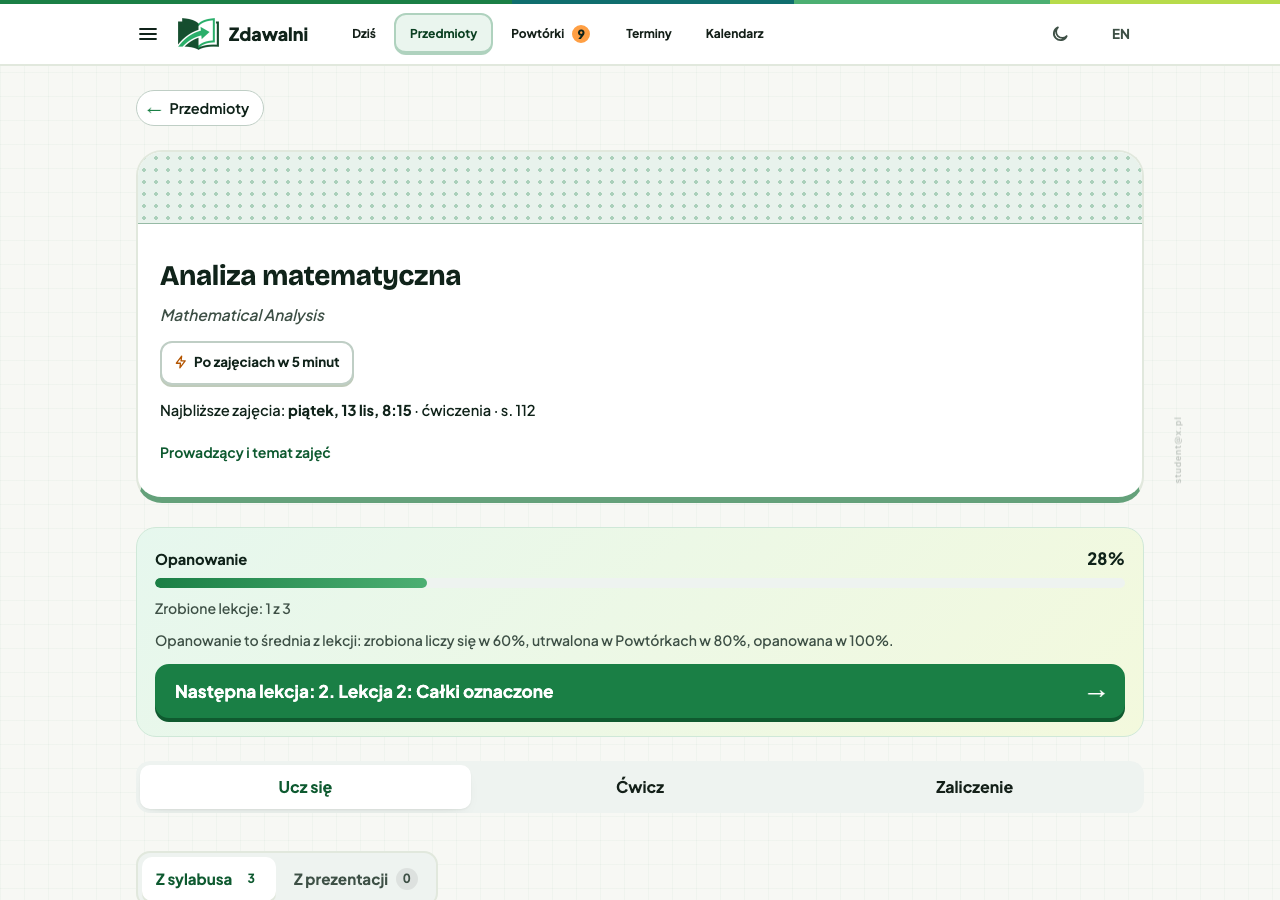 Zdawalni
Dziś
Przedmioty
Powtórki 9
Terminy
Kalendarz
EN
← Przedmioty
Analiza matematyczna
Mathematical Analysis
Po zajęciach w 5 minut
Najbliższe zajęcia: piątek, 13 lis, 8:15 · ćwiczenia · s. 112
Prowadzący i temat zajęć
student@x.pl
Opanowanie 28%
Zrobione lekcje: 1 z 3
Opanowanie to średnia z lekcji: zrobiona liczy się w 60%, utrwalona w Powtórkach w 80%, opanowana w 100%.
Następna lekcja: 2. Lekcja 2: Całki oznaczone →
Ucz się
Ćwicz
Zaliczenie
Z sylabusa 3
Z prezentacji 0